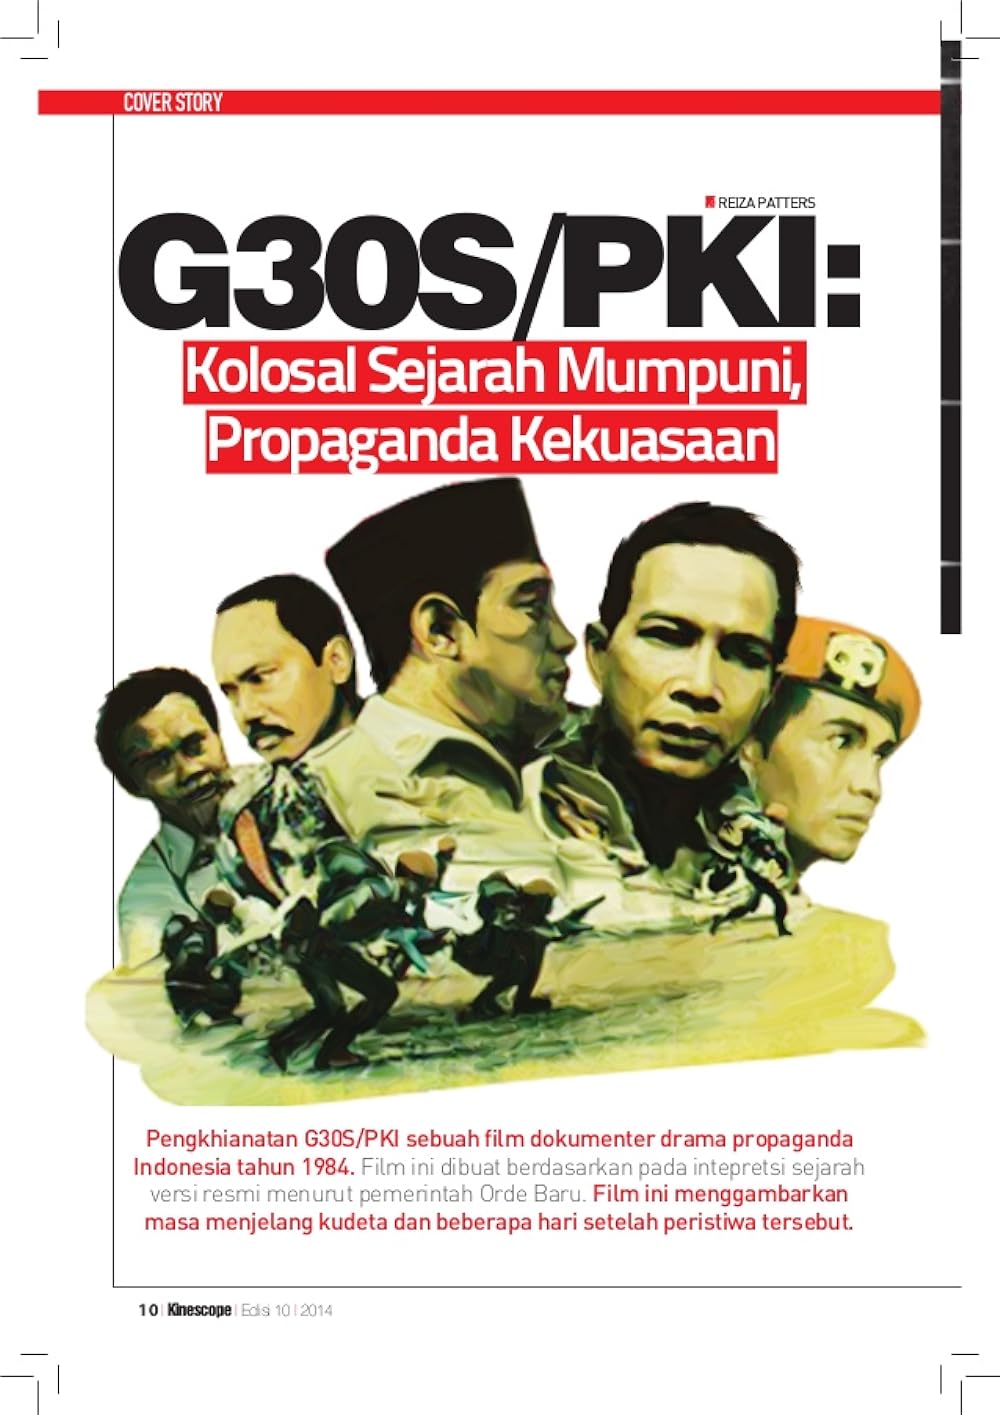 COVER STORY
REIZA PATTERS
G30S/PKI:
Kolosal Sejarah Mumpuni,
Propaganda Kekuasaan
Pengkhianatan G30S/PKI sebuah film dokumenter drama propaganda
Indonesia tahun 1984. Film ini dibuat berdasarkan pada intepretsi sejarah
versi resmi menurut pemerintah Orde Baru. Film ini menggambarkan
masa menjelang kudeta dan beberapa hari setelah peristiwa tersebut.
10 | Kinescope | Edisi 10 | 2014